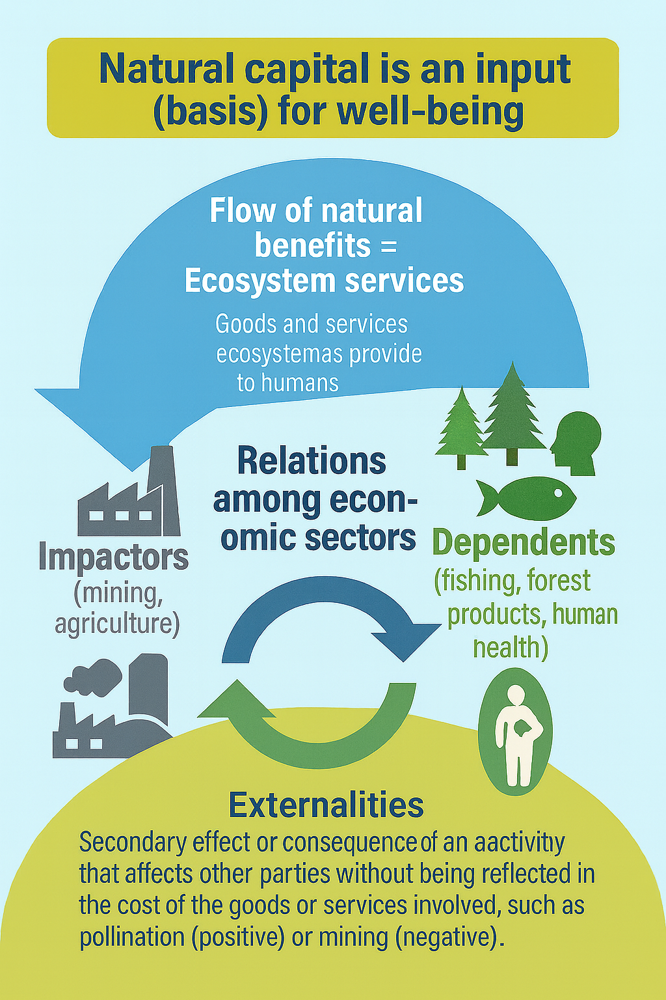 Natural capital is an input
(basis) for well-being
Flow of natural
benefits =
Ecosystem services
Goods and services
ecosystemas provide
to humans
Relations
among econ-
omic sectors
Impactors
(mining,
agriculture)
Dependents
(fishing, forest
products, human
nealth)
Externalities
Secondary effect or consequence of an aactivity
that affects other parties without being reflected in
the cost of the goods or services involved, such as
pollination (positive) or mining (negative).